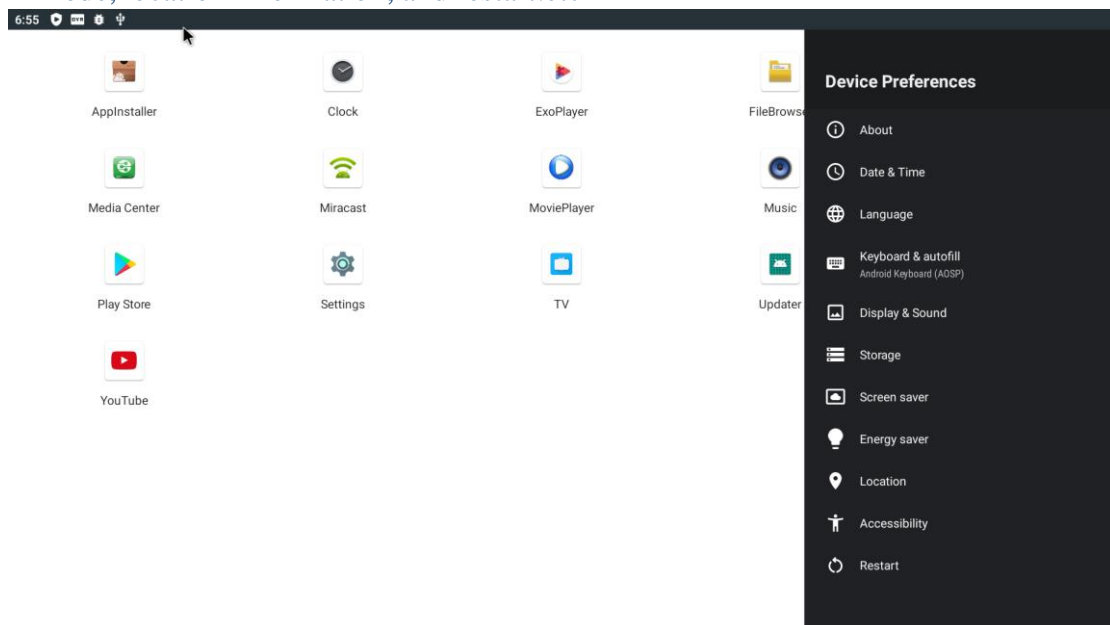 6:55
AppInstaller
Clock
ExoPlayer
Media Center
Miracast
MoviePlayer
Music
Play Store
Settings
TV
Updater
YouTube
Device Preferences
About
Date & Time
Language
Keyboard & autofill
Android Keyboard (AOSP)
Display & Sound
Storage
Screen saver
Energy saver
Location
Accessibility
Restart